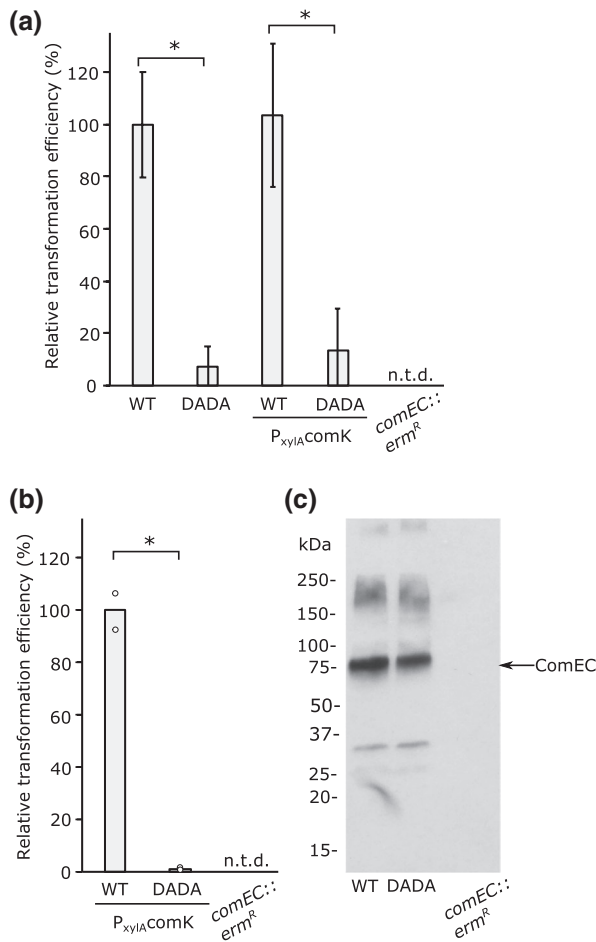 (a)
Relative transformation efficiency (%)
120
100
80
60
40
20
0
*
*
n.t.d.
WT
DADA
WT
DADA
comEC::
ermR
PxylAcomK
(b)
Relative transformation efficiency (%)
120
100
80
60
40
20
0
*
n.t.d.
WT
DADA
comEC::
ermR
PxylAcomK
(c)
kDa
250-
150-
100-
75-
50-
37-
25-
20-
15-
ComEC
WT DADA
comEC::
ermR